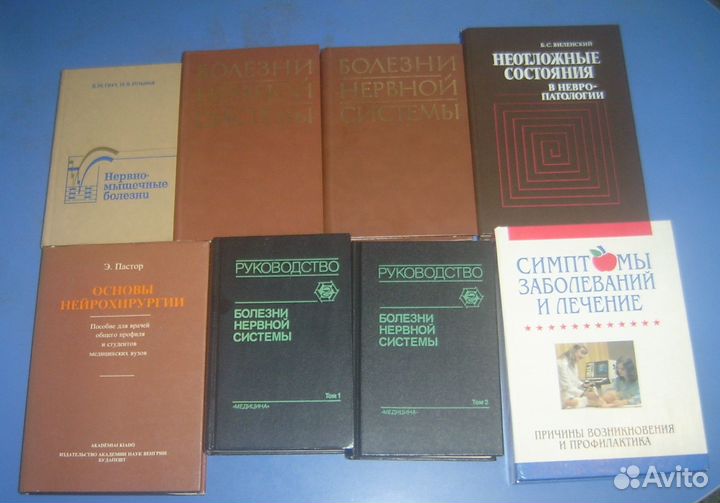 Нервно-
мышечные
болезни
БОЛЕЗНИ
НЕРВНОЙ
СИСТЕМЫ
БОЛЕЗНИ
НЕРВНОЙ
СИСТЕМЫ
Б.С. ВИЛЕНСКИЙ
НЕОТЛОЖНЫЕ
СОСТОЯНИЯ
В НЕВРО-
ПАТОЛОГИИ
Э. Пастор
ОСНОВЫ
НЕЙРОХИРУРГИИ
Пособие для врачей
общего профиля
и студентов
медицинских вузов
AKADÉMIAI KIADÓ
ИЗДАТЕЛЬСТВО АКАДЕМИИ НАУК ВЕНГРИИ
БУДАПЕШТ
РУКОВОДСТВО
БОЛЕЗНИ
НЕРВНОЙ
СИСТЕМЫ
Том 1
«МЕДИЦИНА»
РУКОВОДСТВО
БОЛЕЗНИ
НЕРВНОЙ
СИСТЕМЫ
Том 2
«МЕДИЦИНА»
СИМПТОМЫ
ЗАБОЛЕВАНИЙ
И ЛЕЧЕНИЕ
ПРИЧИНЫ ВОЗНИКНОВЕНИЯ
И ПРОФИЛАКТИКА
Avito